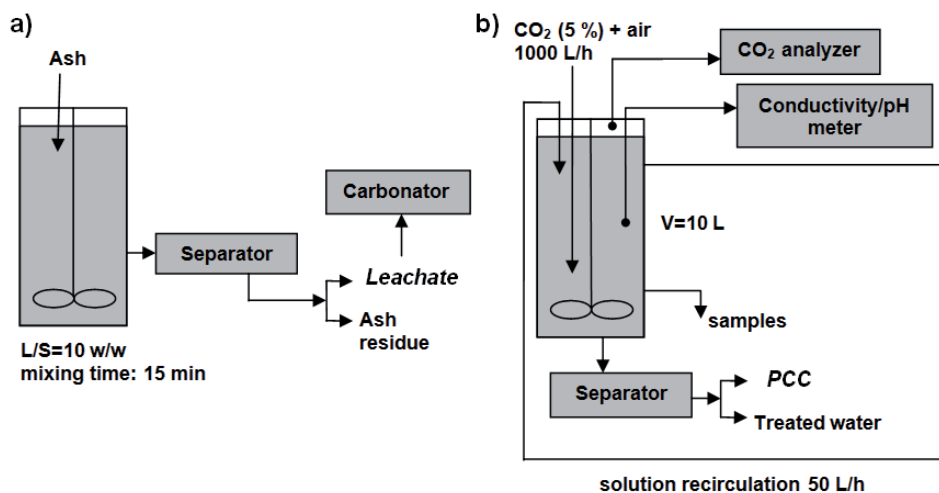 a)
Ash
Separator
Carbonator
Leachate
Ash
residue
L/S=10 w/w
mixing time: 15 min
b)
CO₂ (5 %) + air
1000 L/h
CO₂ analyzer
Conductivity/pH
meter
V=10 L
samples
Separator
PCC
Treated water
solution recirculation 50 L/h